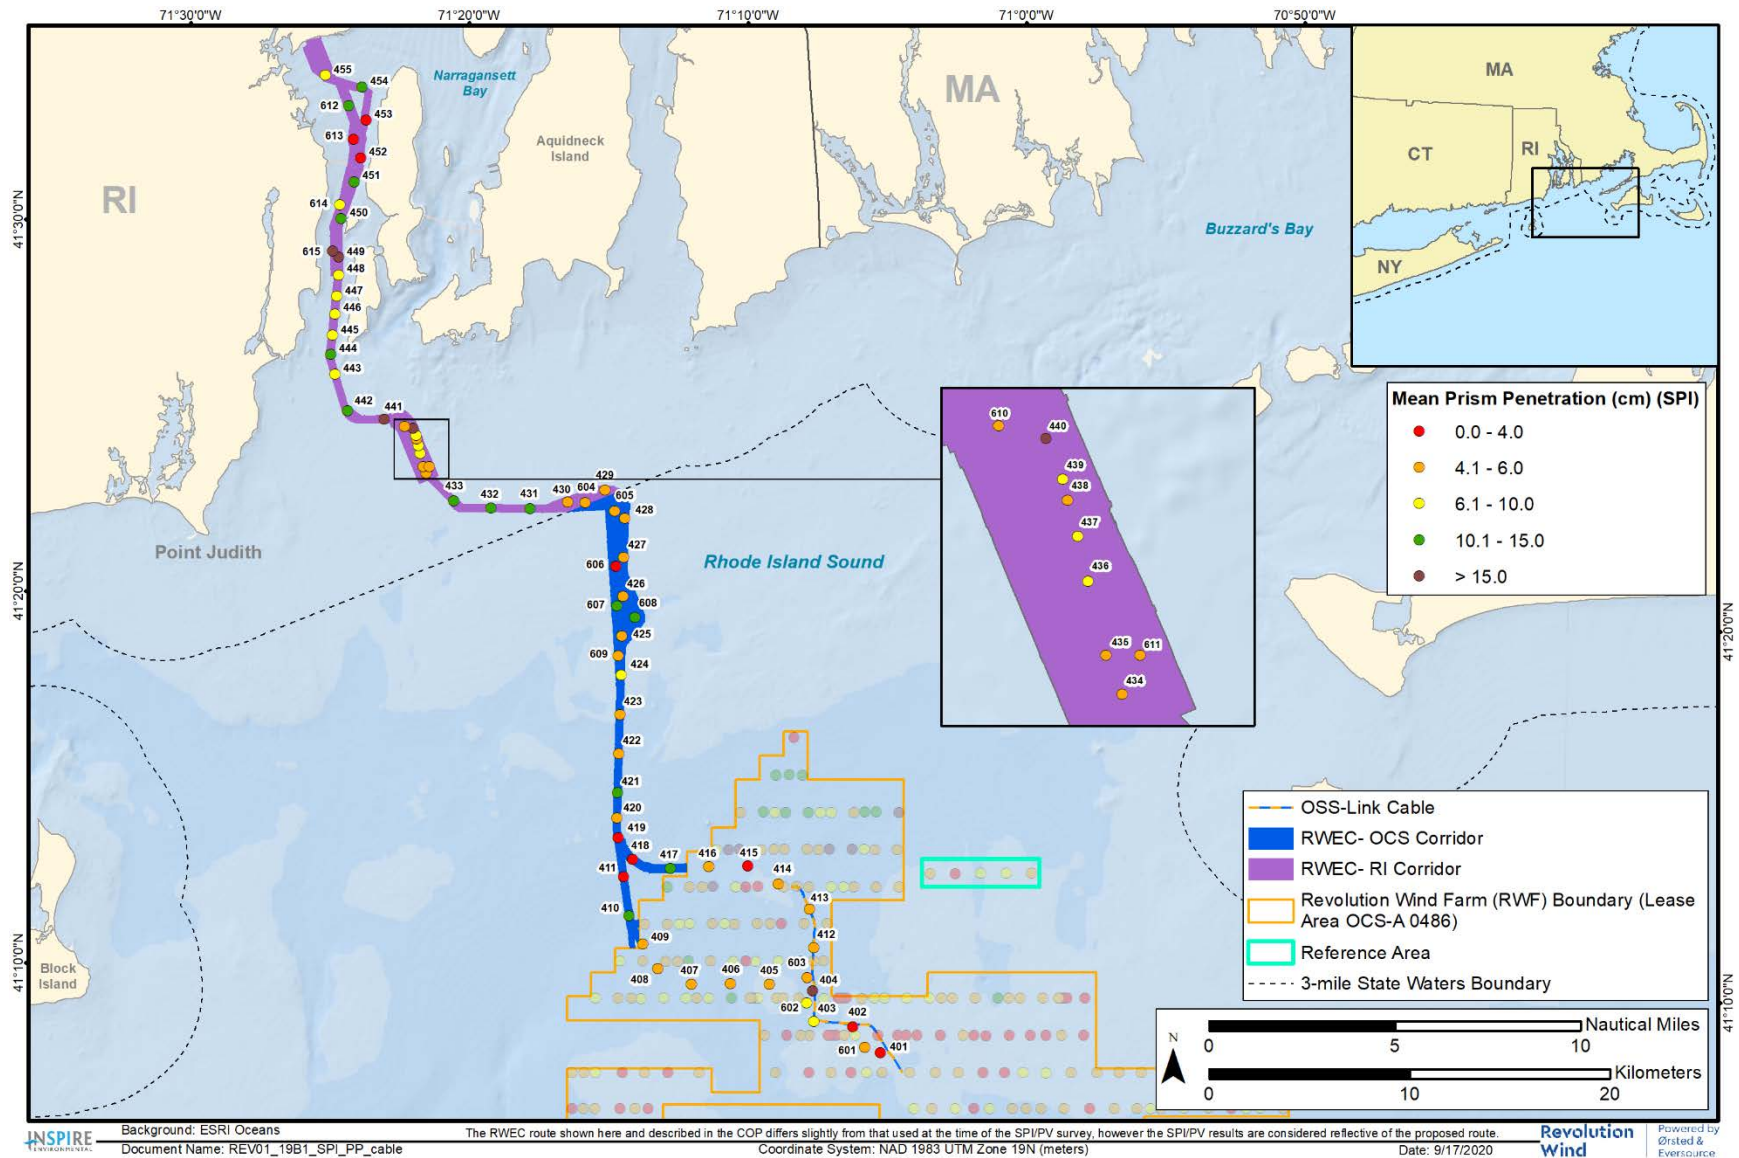 71°30'0"W
71°20'0"W
71°10'0"W
71°0'0"W
70°50'0"W
455
454
612
453
613
452
451
614
450
615
449
448
447
446
445
444
443
442
441
433
432
431
430
604
429
605
428
427
606
426
607
608
425
609
424
423
422
421
420
419
418
417
416
415
414
411
410
413
412
409
408
407
406
405
603
404
602
403
402
601
401
Narragansett
Bay
Aquidneck
Island
RI
MA
Buzzard's Bay
Point Judith
Rhode Island Sound
Block
Island
MA
CT
RI
NY
610
440
439
438
437
436
435
611
434
41°30'0"N
41°20'0"N
41°10'0"N
41°20'0"N
41°10'0"N
Mean Prism Penetration (cm) (SPI)
0.0 - 4.0
4.1 - 6.0
6.1 - 10.0
10.1 - 15.0
> 15.0
OSS-Link Cable
RWEC- OCS Corridor
RWEC- RI Corridor
Revolution Wind Farm (RWF) Boundary (Lease
Area OCS-A 0486)
Reference Area
3-mile State Waters Boundary
N
Nautical Miles
0 5 10
Kilometers
0 10 20
INSPIRE
ENVIRONMENTAL
Background: ESRI Oceans
Document Name: REV01_19B1_SPI_PP_cable
The RWEC route shown here and described in the COP differs slightly from that used at the time of the SPI/PV survey, however the SPI/PV results are considered reflective of the proposed route.
Coordinate System: NAD 1983 UTM Zone 19N (meters)
Date: 9/17/2020
Revolution
Wind
Powered by
Ørsted &
Eversource